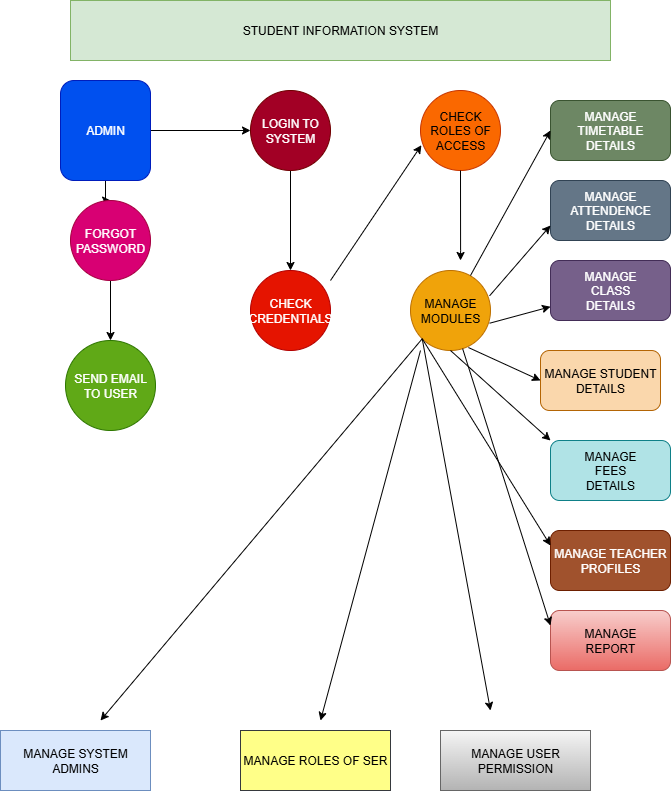 STUDENT INFORMATION SYSTEM
ADMIN
LOGIN TO
SYSTEM
CHECK
ROLES OF
ACCESS
MANAGE
TIMETABLE
DETAILS
MANAGE
ATTENDENCE
DETAILS
FORGOT
PASSWORD
MANAGE
CLASS
DETAILS
CHECK
CREDENTIALS
MANAGE
MODULES
SEND EMAIL
TO USER
MANAGE STUDENT
DETAILS
MANAGE
FEES
DETAILS
MANAGE TEACHER
PROFILES
MANAGE
REPORT
MANAGE SYSTEM
ADMINS
MANAGE ROLES OF SER
MANAGE USER
PERMISSION